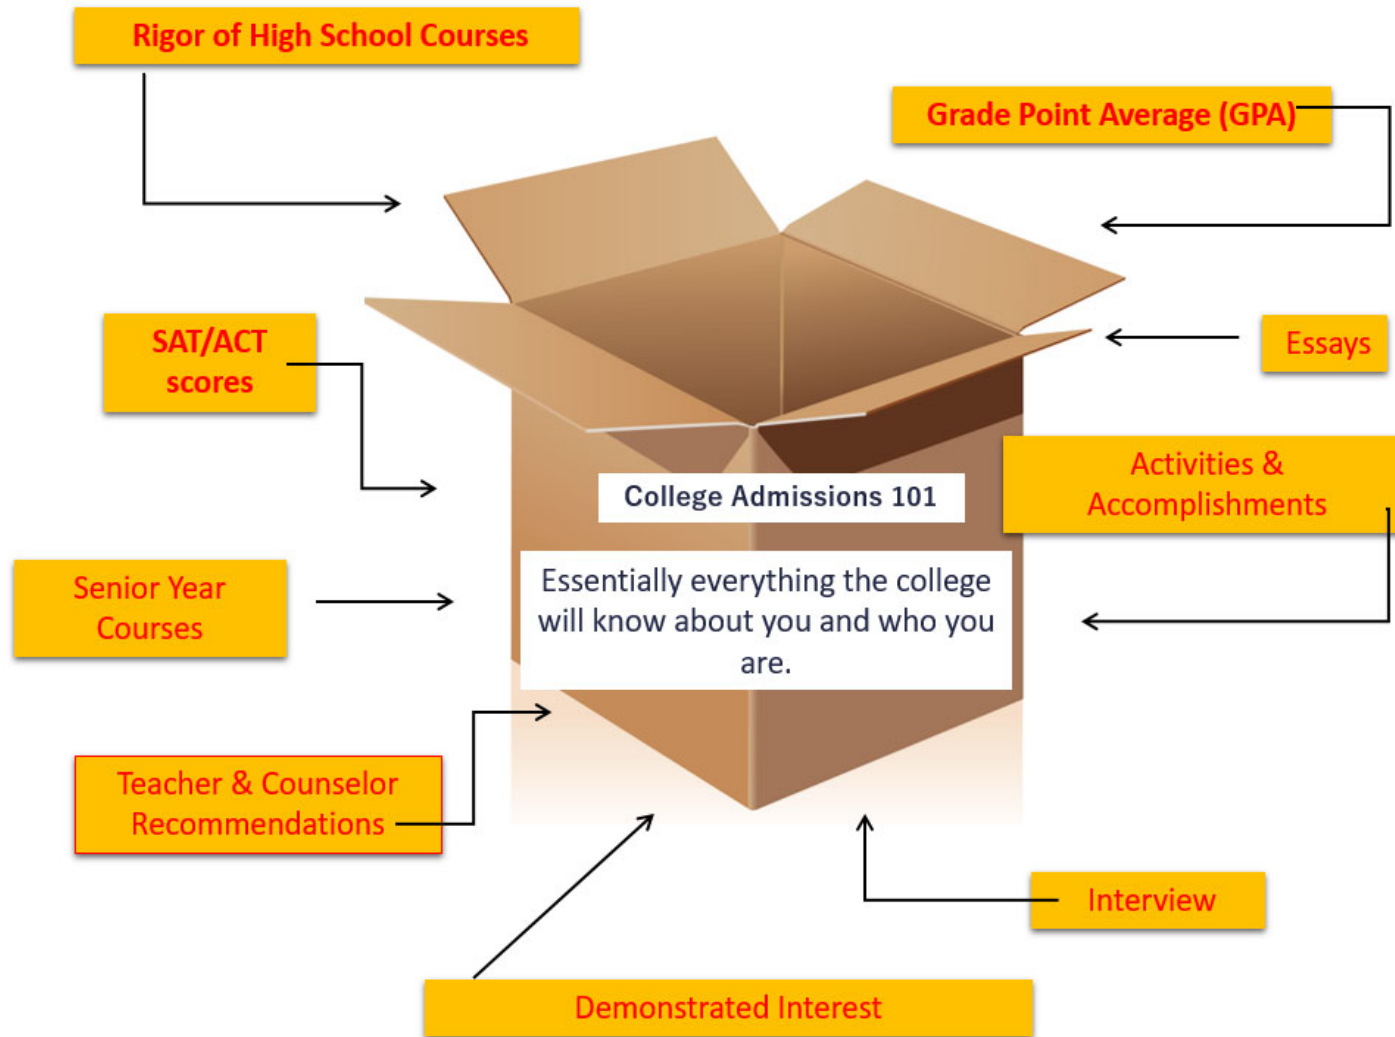 Rigor of High School Courses
Grade Point Average (GPA)
SAT/ACT
scores
Essays
College Admissions 101
Activities &
Accomplishments
Essentially everything the college
will know about you and who you
are.
Senior Year
Courses
Teacher & Counselor
Recommendations
Interview
Demonstrated Interest